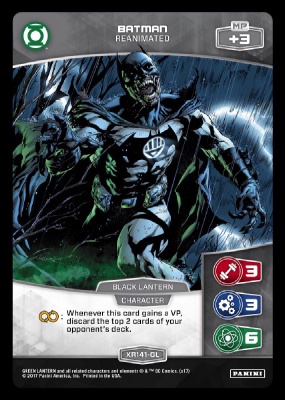 BATMAN
REANIMATED
MP
+3
BLACK LANTERN
CHARACTER
3
: Whenever this card gains a VP,
discard the top 2 cards of your
opponent's deck.
3
6
XR141-GL
GREEN LANTERN and all related characters and elements © & ™ DC Comics. (s17)
© 2017 Panini America, Inc. Printed in the USA.
PANINI